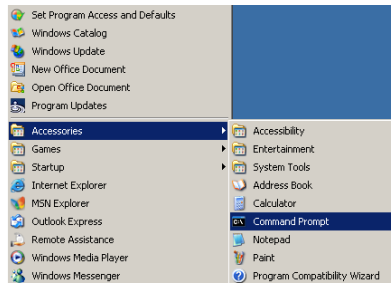 Set Program Access and Defaults
Windows Catalog
Windows Update
New Office Document
Open Office Document
Program Updates
Accessories
Games
Startup
Internet Explorer
MSN Explorer
Outlook Express
Remote Assistance
Windows Media Player
Windows Messenger
Accessibility
Entertainment
System Tools
Address Book
Calculator
Command Prompt
Notepad
Paint
Program Compatibility Wizard